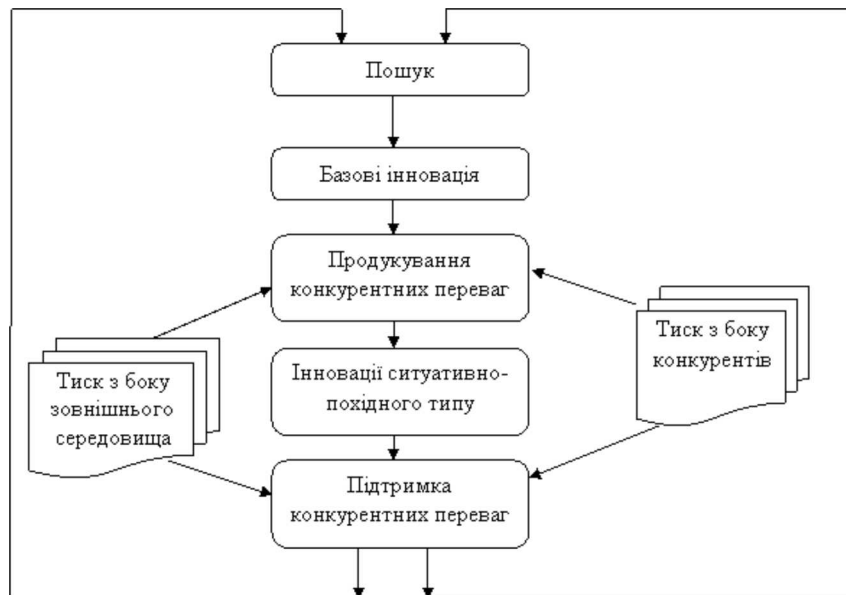 Пошук
Базові інновація
Продукування
конкурентних переваг
Тиск з боку
конкурентів
Тиск з боку
зовнішнього
середовища
Інновації ситуативно-
похідного типу
Підтримка
конкурентних переваг